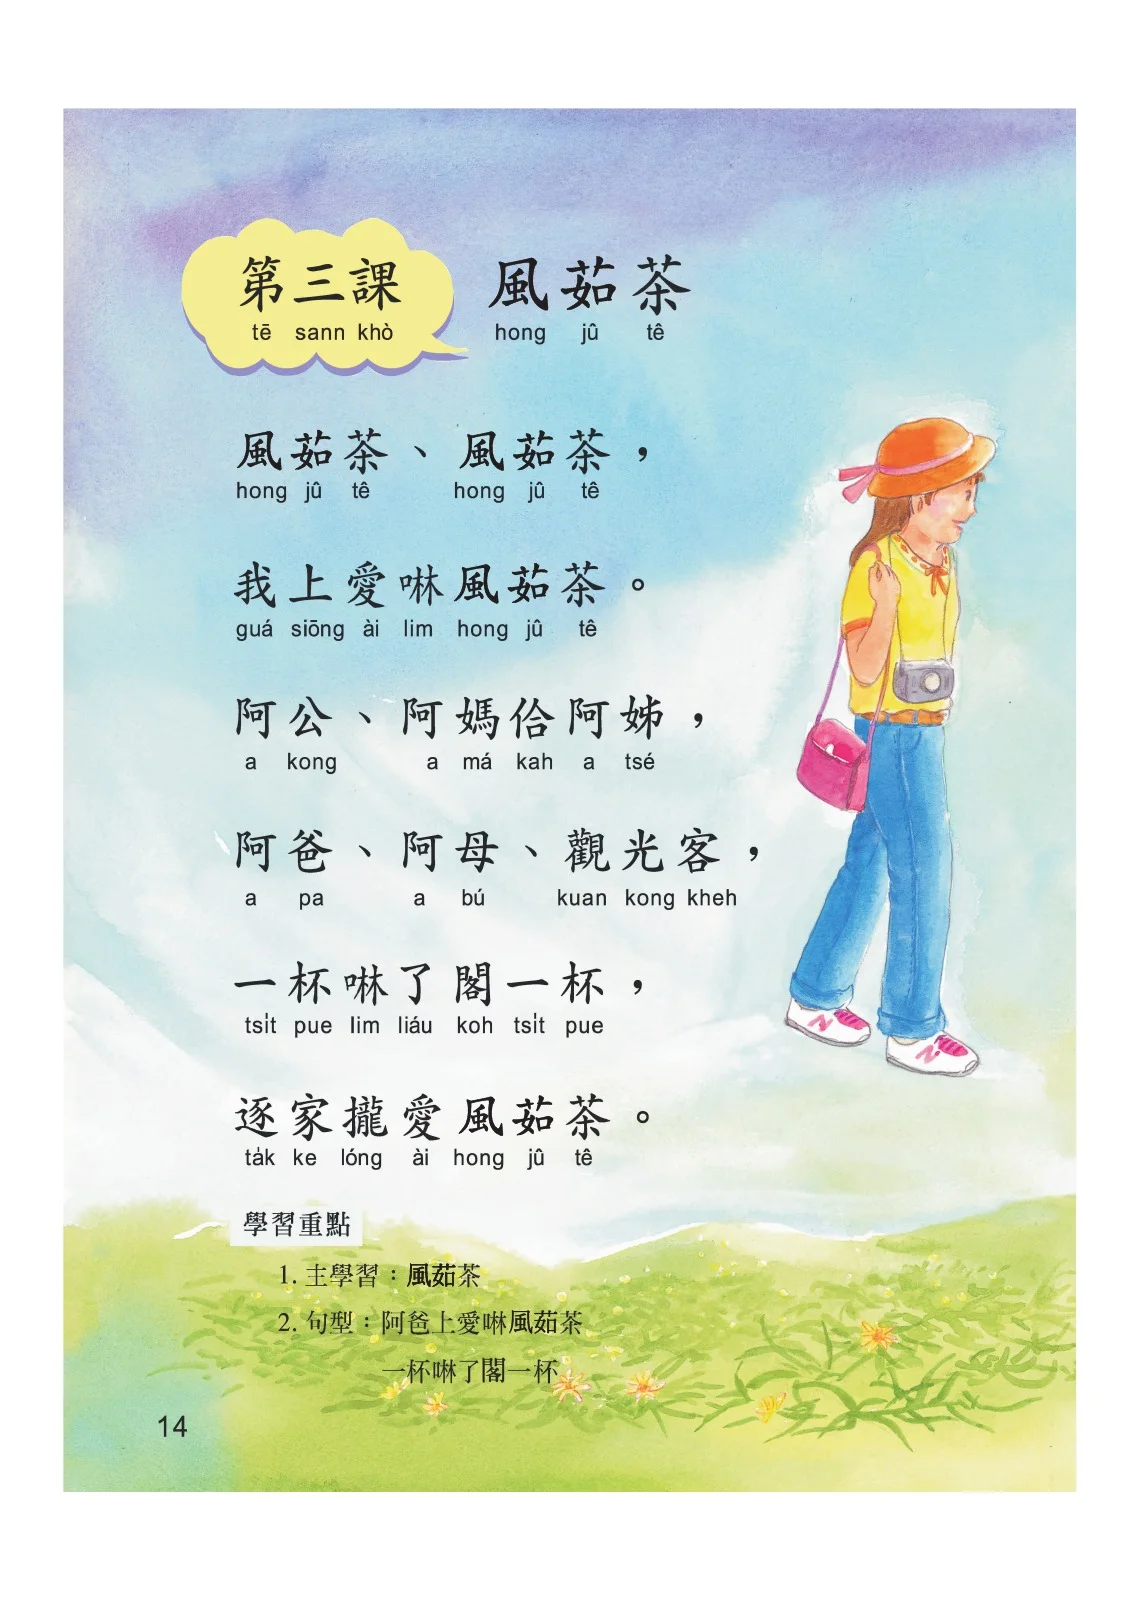 第三課 風茹茶
tē sann khò hong jû tê
風茹茶、風茹茶，
hong jû tê hong jû tê
我上愛啉風茹茶。
guá siōng ài lim hong jû tê
阿公、阿媽佮阿姊，
a kong a má kah a tsé
阿爸、阿母、觀光客，
a pa a bú kuan kong kheh
一杯啉了閣一杯，
tsi̍t pue lim liáu koh tsi̍t pue
逐家攏愛風茹茶。
ta̍k ke lóng ài hong jû tê
學習重點
1. 主學習：風茹茶
2. 句型：阿爸上愛啉風茹茶
一杯啉了閣一杯
14